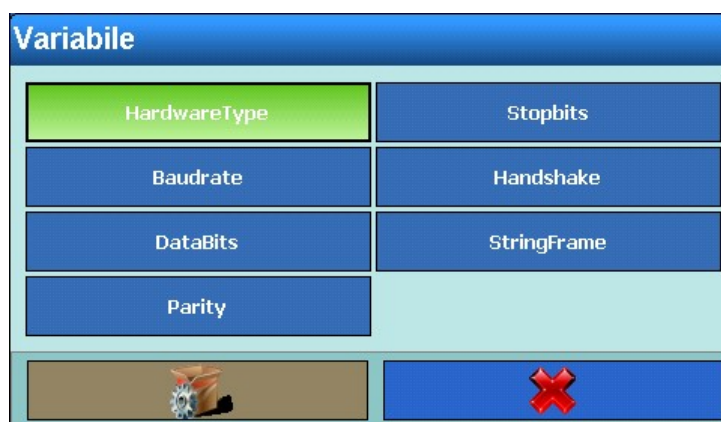 Variabile
HardwareType
Stopbits
Baudrate
Handshake
DataBits
StringFrame
Parity